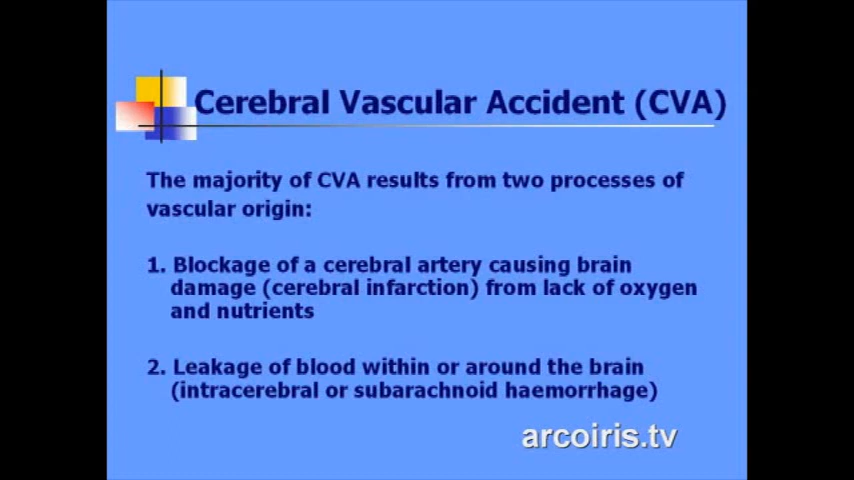 Cerebral Vascular Accident (CVA)
The majority of CVA results from two processes of
vascular origin:
1. Blockage of a cerebral artery causing brain
damage (cerebral infarction) from lack of oxygen
and nutrients
2. Leakage of blood within or around the brain
(intracerebral or subarachnoid haemorrhage)
arcoiris.tv